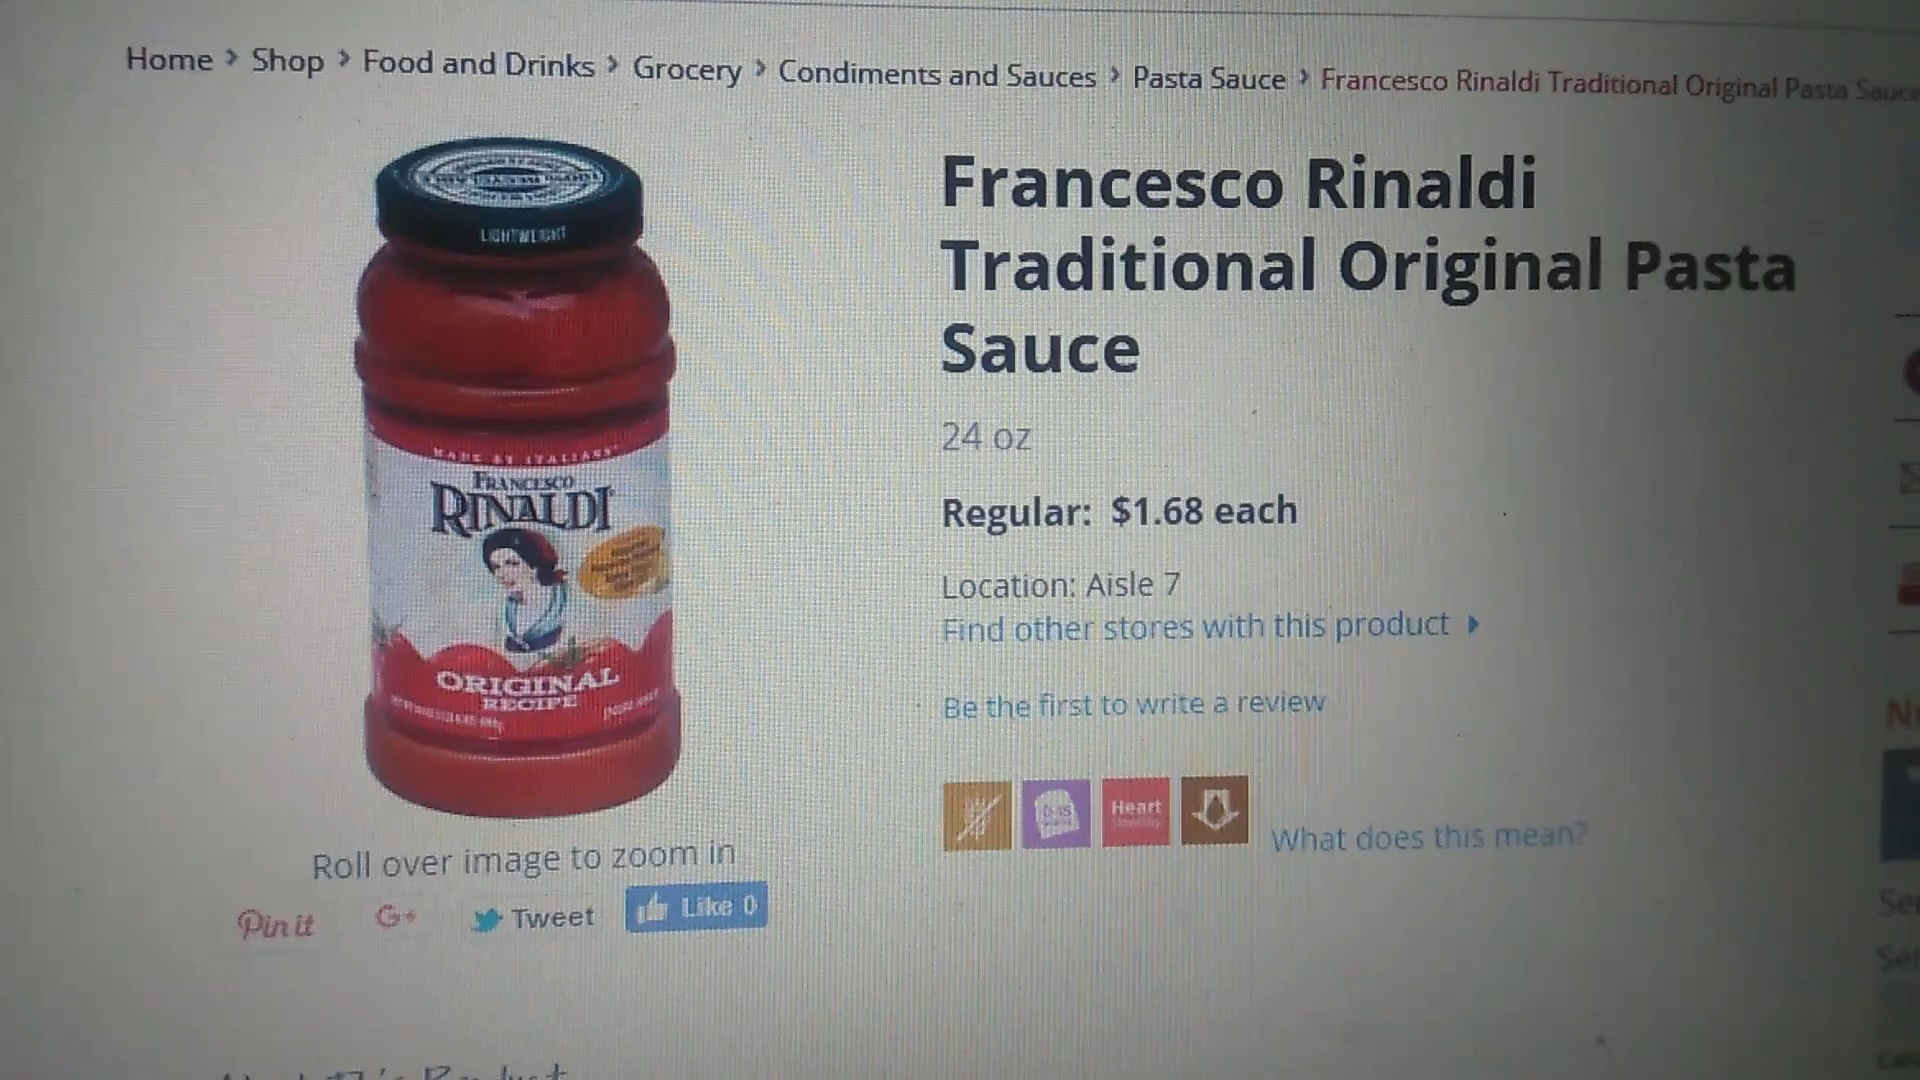 Home > Shop > Food and Drinks > Grocery > Condiments and Sauces > Pasta Sauce > Francesco Rinaldi Traditional Original Pasta Sauce
Francesco Rinaldi
Traditional Original Pasta
Sauce
24 oz
Regular: $1.68 each
Location: Aisle 7
Find other stores with this product
Be the first to write a review
Heart
What does this mean?
LIGHTWEIGHT
MADE BY ITALIANS
FRANCESCO
RINALDI
ORIGINAL
RECIPE
Roll over image to zoom in
Pin it
G+
Tweet
Like 0